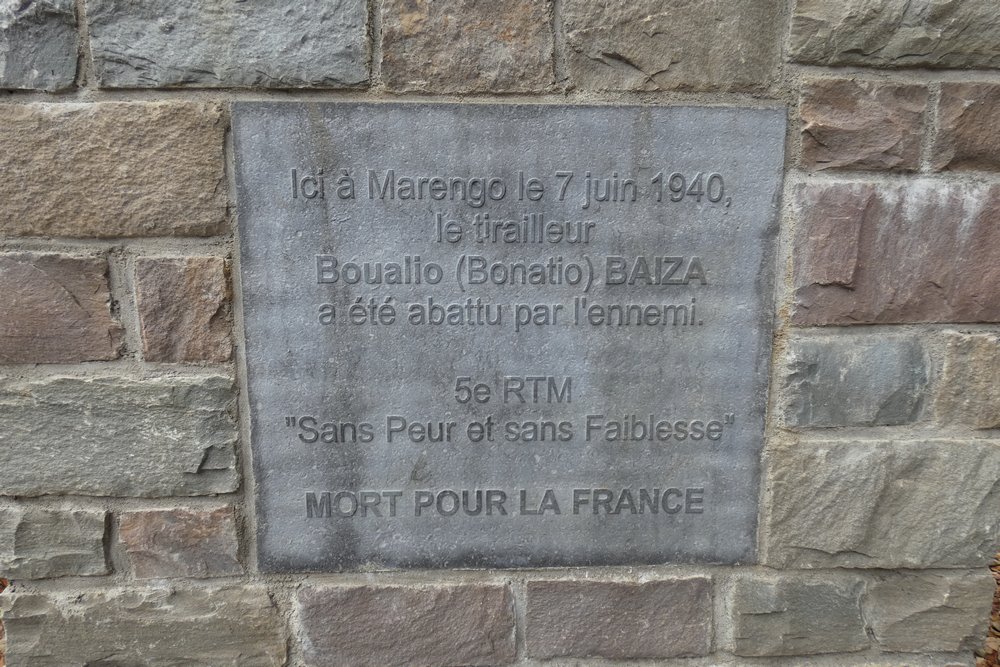 Ici à Marengo le 7 juin 1940,
le tirailleur
Boualio (Bonatio) BAIZA
a été abattu par l'ennemi.
5e RTM
"Sans Peur et sans Faiblesse"
MORT POUR LA FRANCE